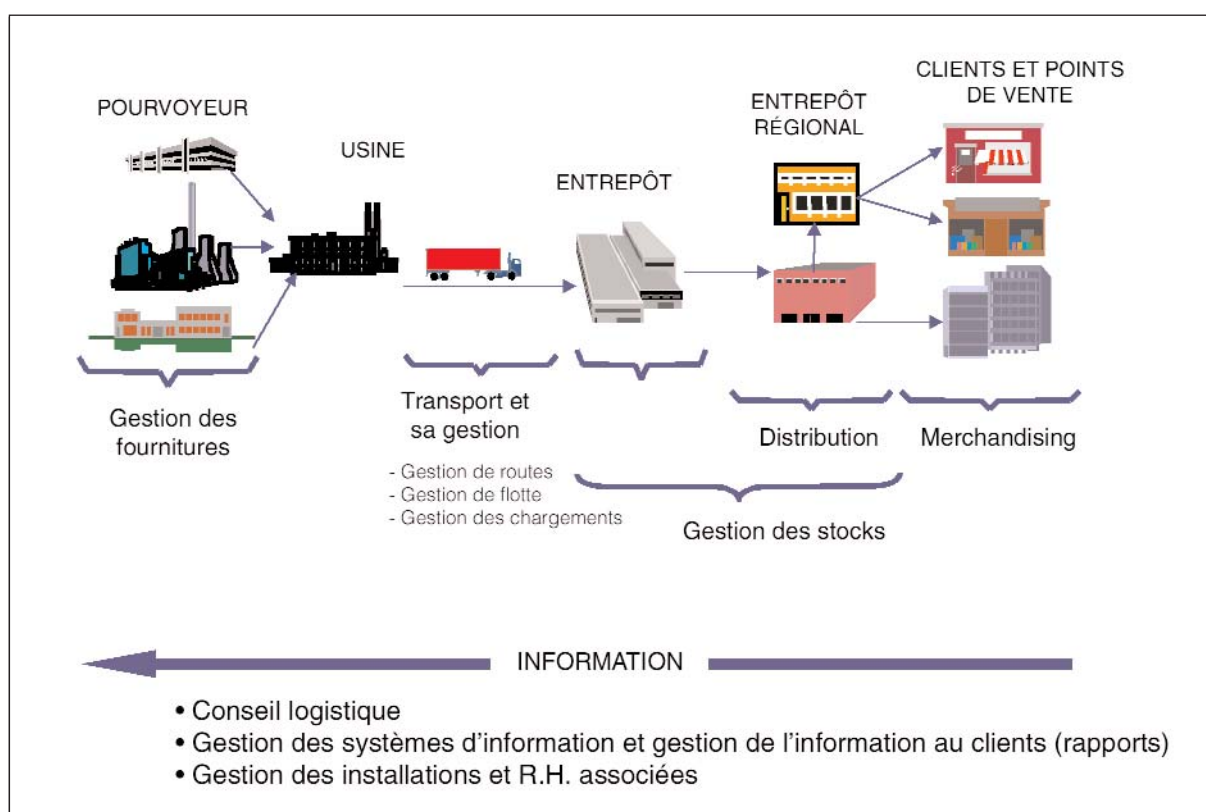 POURVOYEUR
USINE
ENTREPÔT
ENTREPÔT
RÉGIONAL
CLIENTS ET POINTS
DE VENTE
Gestion des
fournitures
Transport et
sa gestion
- Gestion de routes
- Gestion de flotte
- Gestion des chargements
Distribution
Merchandising
Gestion des stocks
INFORMATION
• Conseil logistique
• Gestion des systèmes d'information et gestion de l'information au clients (rapports)
• Gestion des installations et R.H. associées